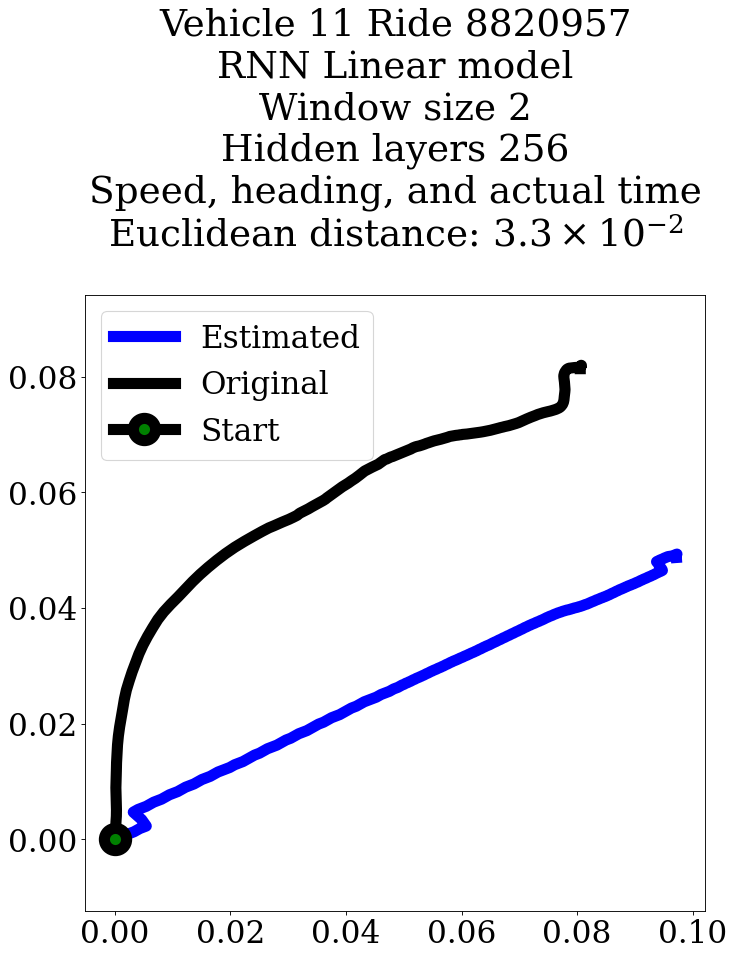 Vehicle 11 Ride 8820957
RNN Linear model
Window size 2
Hidden layers 256
Speed, heading, and actual time
Euclidean distance: 3.3 × 10⁻²
Estimated
Original
Start
0.08
0.06
0.04
0.02
0.00
0.00 0.02 0.04 0.06 0.08 0.10